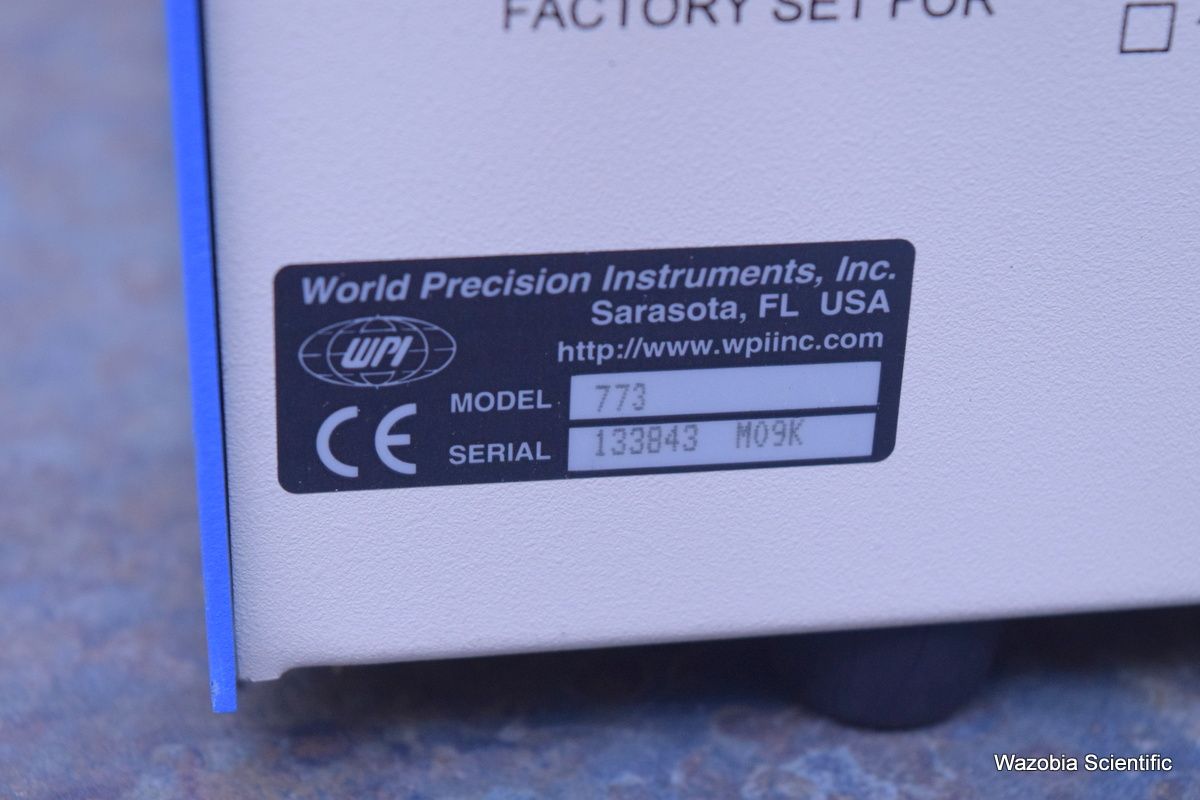 FACTORY SET FOR
World Precision Instruments, Inc.
Sarasota, FL USA
http://www.wpiinc.com
WPI
MODEL 773
CE
SERIAL 133843 M09K
Wazobia Scientific